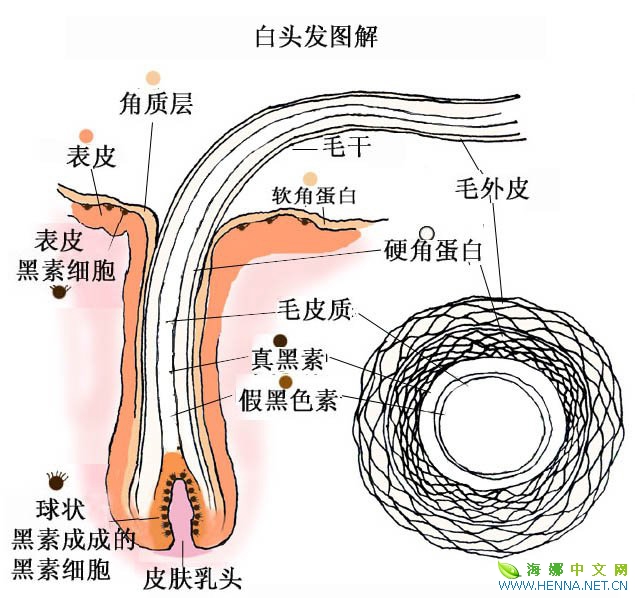 白头发图解
角质层
表皮
毛干
毛外皮
软角蛋白
表皮
黑素细胞
硬角蛋白
毛皮质
真黑素
假黑色素
球状
黑素成成的
黑素细胞
皮肤乳头
海娜中文网
WWW.HENNA.NET.CN